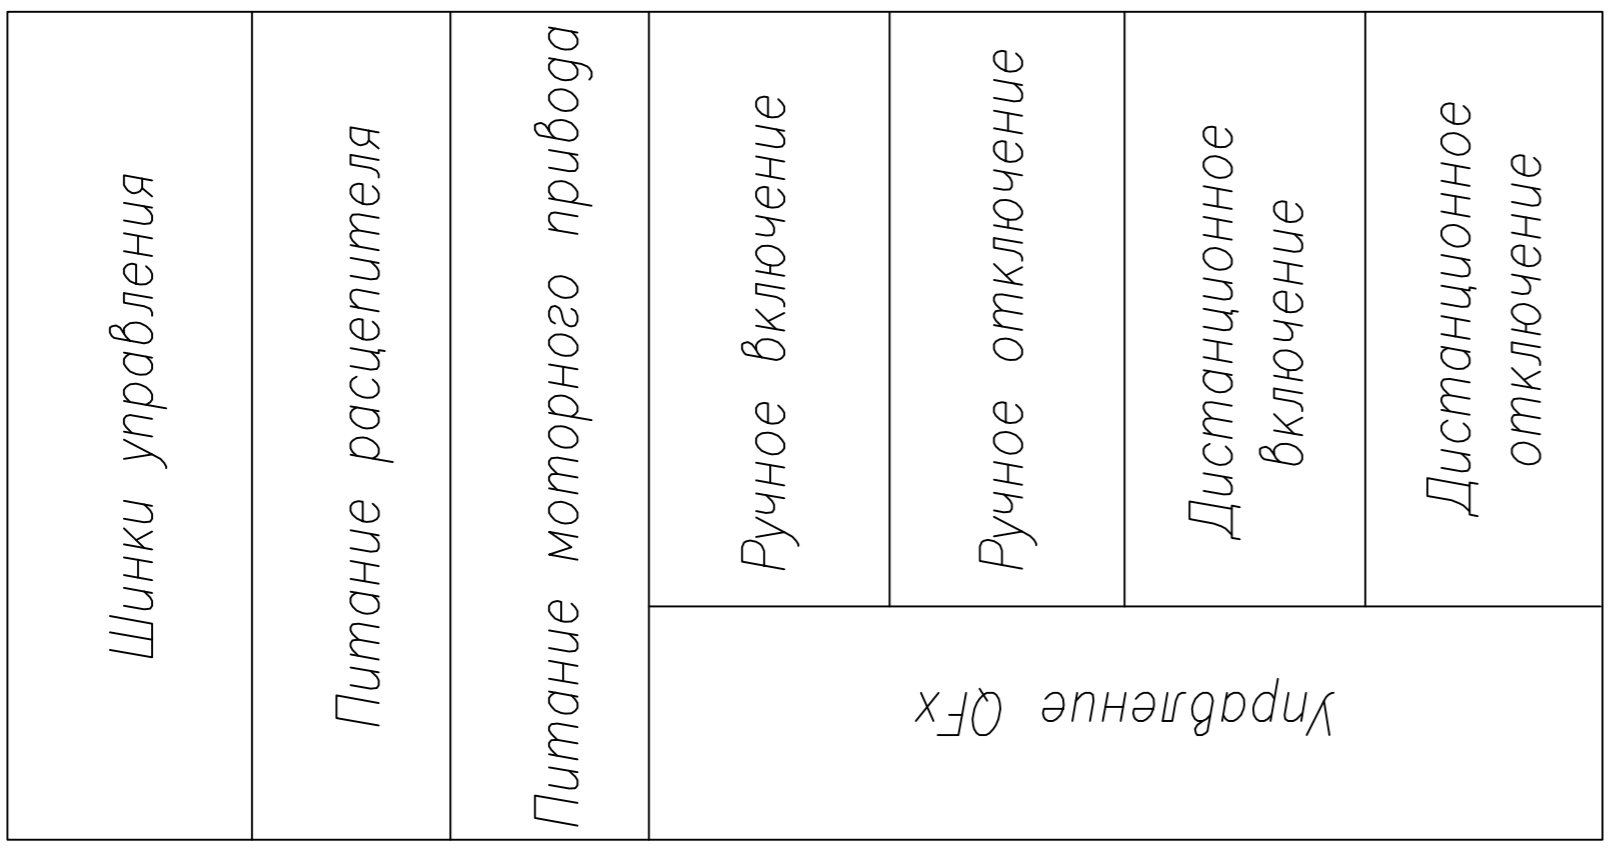 Шинки управления
Питание расцепителя
Питание моторного привода
Ручное включение
Ручное отключение
Дистанционное
включение
Дистанционное
отключение
Управление QFx